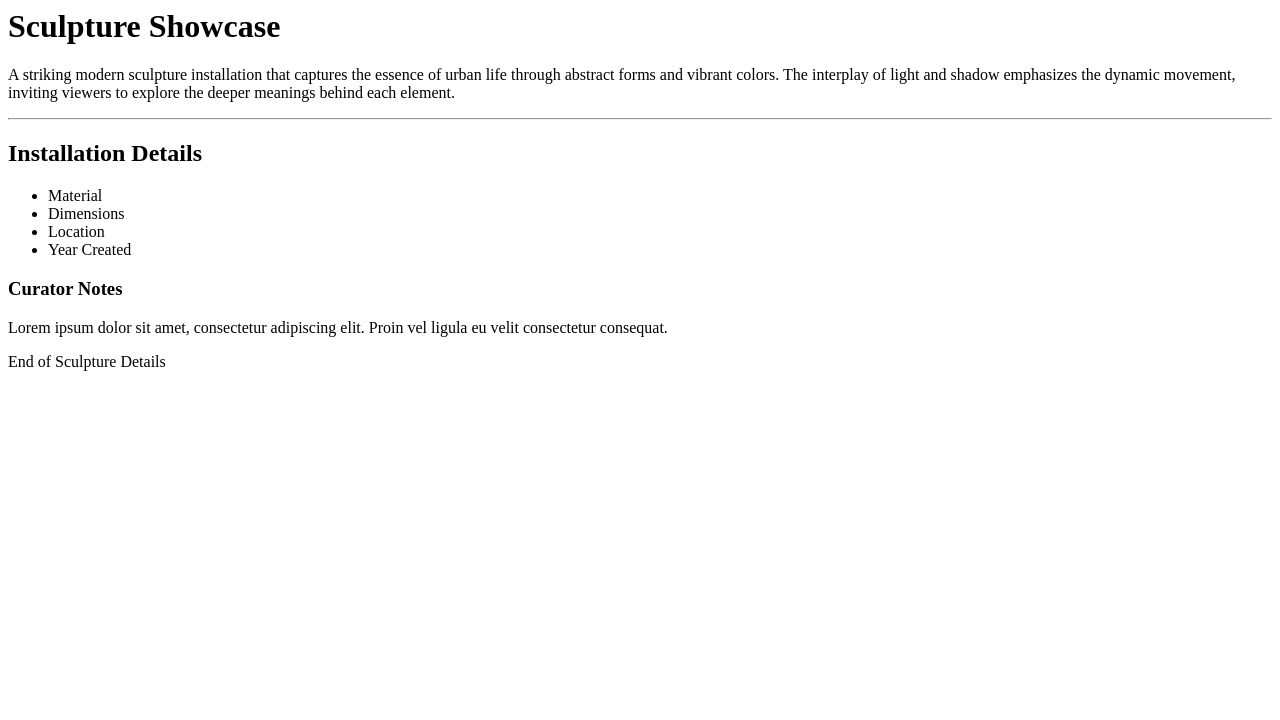 Sculpture Showcase
A striking modern sculpture installation that captures the essence of urban life through abstract forms and vibrant colors. The interplay of light and shadow emphasizes the dynamic movement,
inviting viewers to explore the deeper meanings behind each element.
Installation Details
Material
Dimensions
Location
Year Created
Curator Notes
Lorem ipsum dolor sit amet, consectetur adipiscing elit. Proin vel ligula eu velit consectetur consequat.
End of Sculpture Details